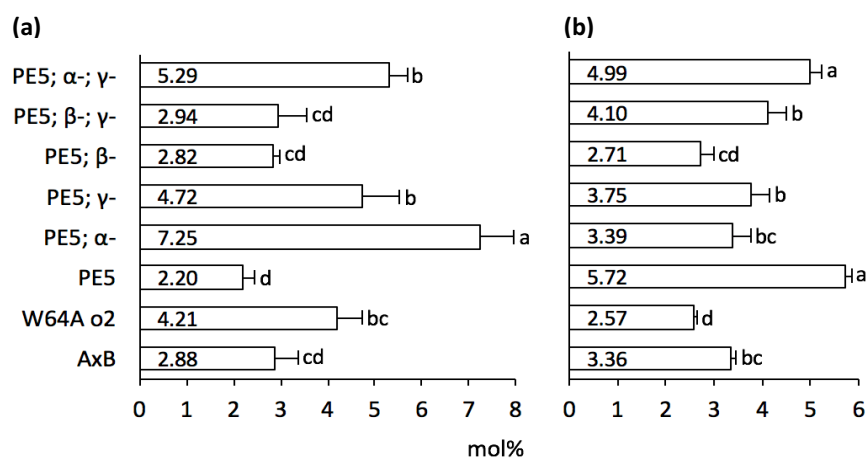 (a) (b)
PE5; α-; γ- 5.29 b 4.99 a
PE5; β-; γ- 2.94 cd 4.10 b
PE5; β- 2.82 cd 2.71 cd
PE5; γ- 4.72 b 3.75 b
PE5; α- 7.25 a 3.39 bc
PE5 2.20 d 5.72 a
W64A o2 4.21 bc 2.57 d
AxB 2.88 cd 3.36 bc
0 1 2 3 4 5 6 7 8 0 1 2 3 4 5 6
mol%